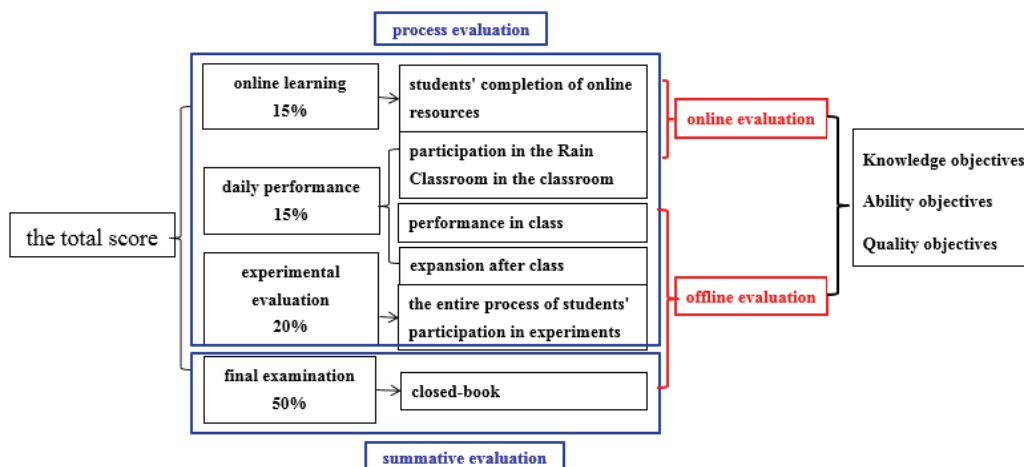 process evaluation
online learning
15%
students' completion of online
resources
online evaluation
participation in the Rain
Classroom in the classroom
daily performance
15%
performance in class
expansion after class
the total score
experimental
evaluation
20%
the entire process of students'
participation in experiments
offline evaluation
Knowledge objectives
Ability objectives
Quality objectives
final examination
50%
closed-book
summative evaluation